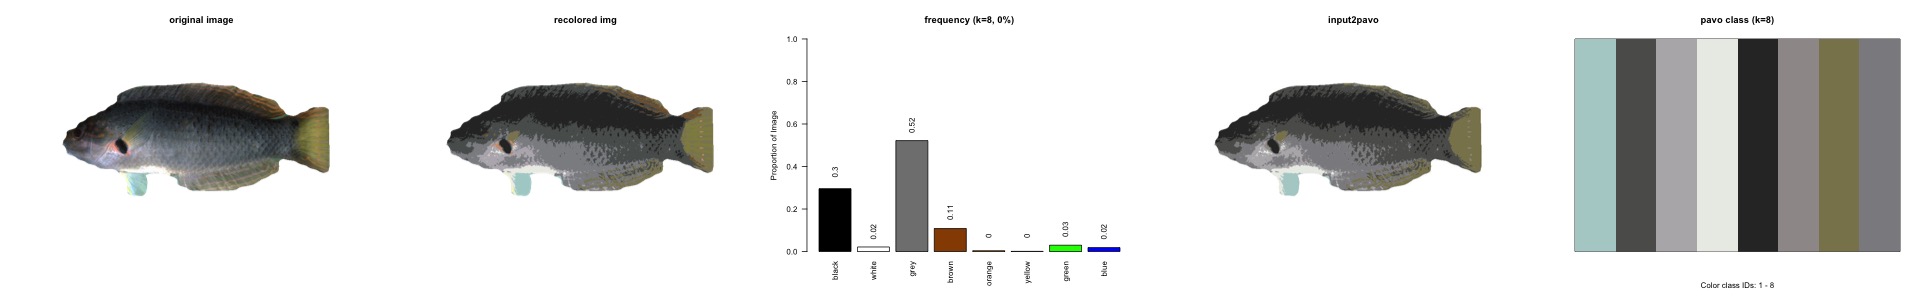 original image
recolored img
frequency (k=8, 0%)
input2pavo
pavo class (k=8)
Proportion of Image
1.0
0.8
0.6
0.4
0.2
0.0
0.3
0.02
0.52
0.11
0
0
0.03
0.02
black
white
grey
brown
orange
yellow
green
blue
Color class IDs: 1 - 8